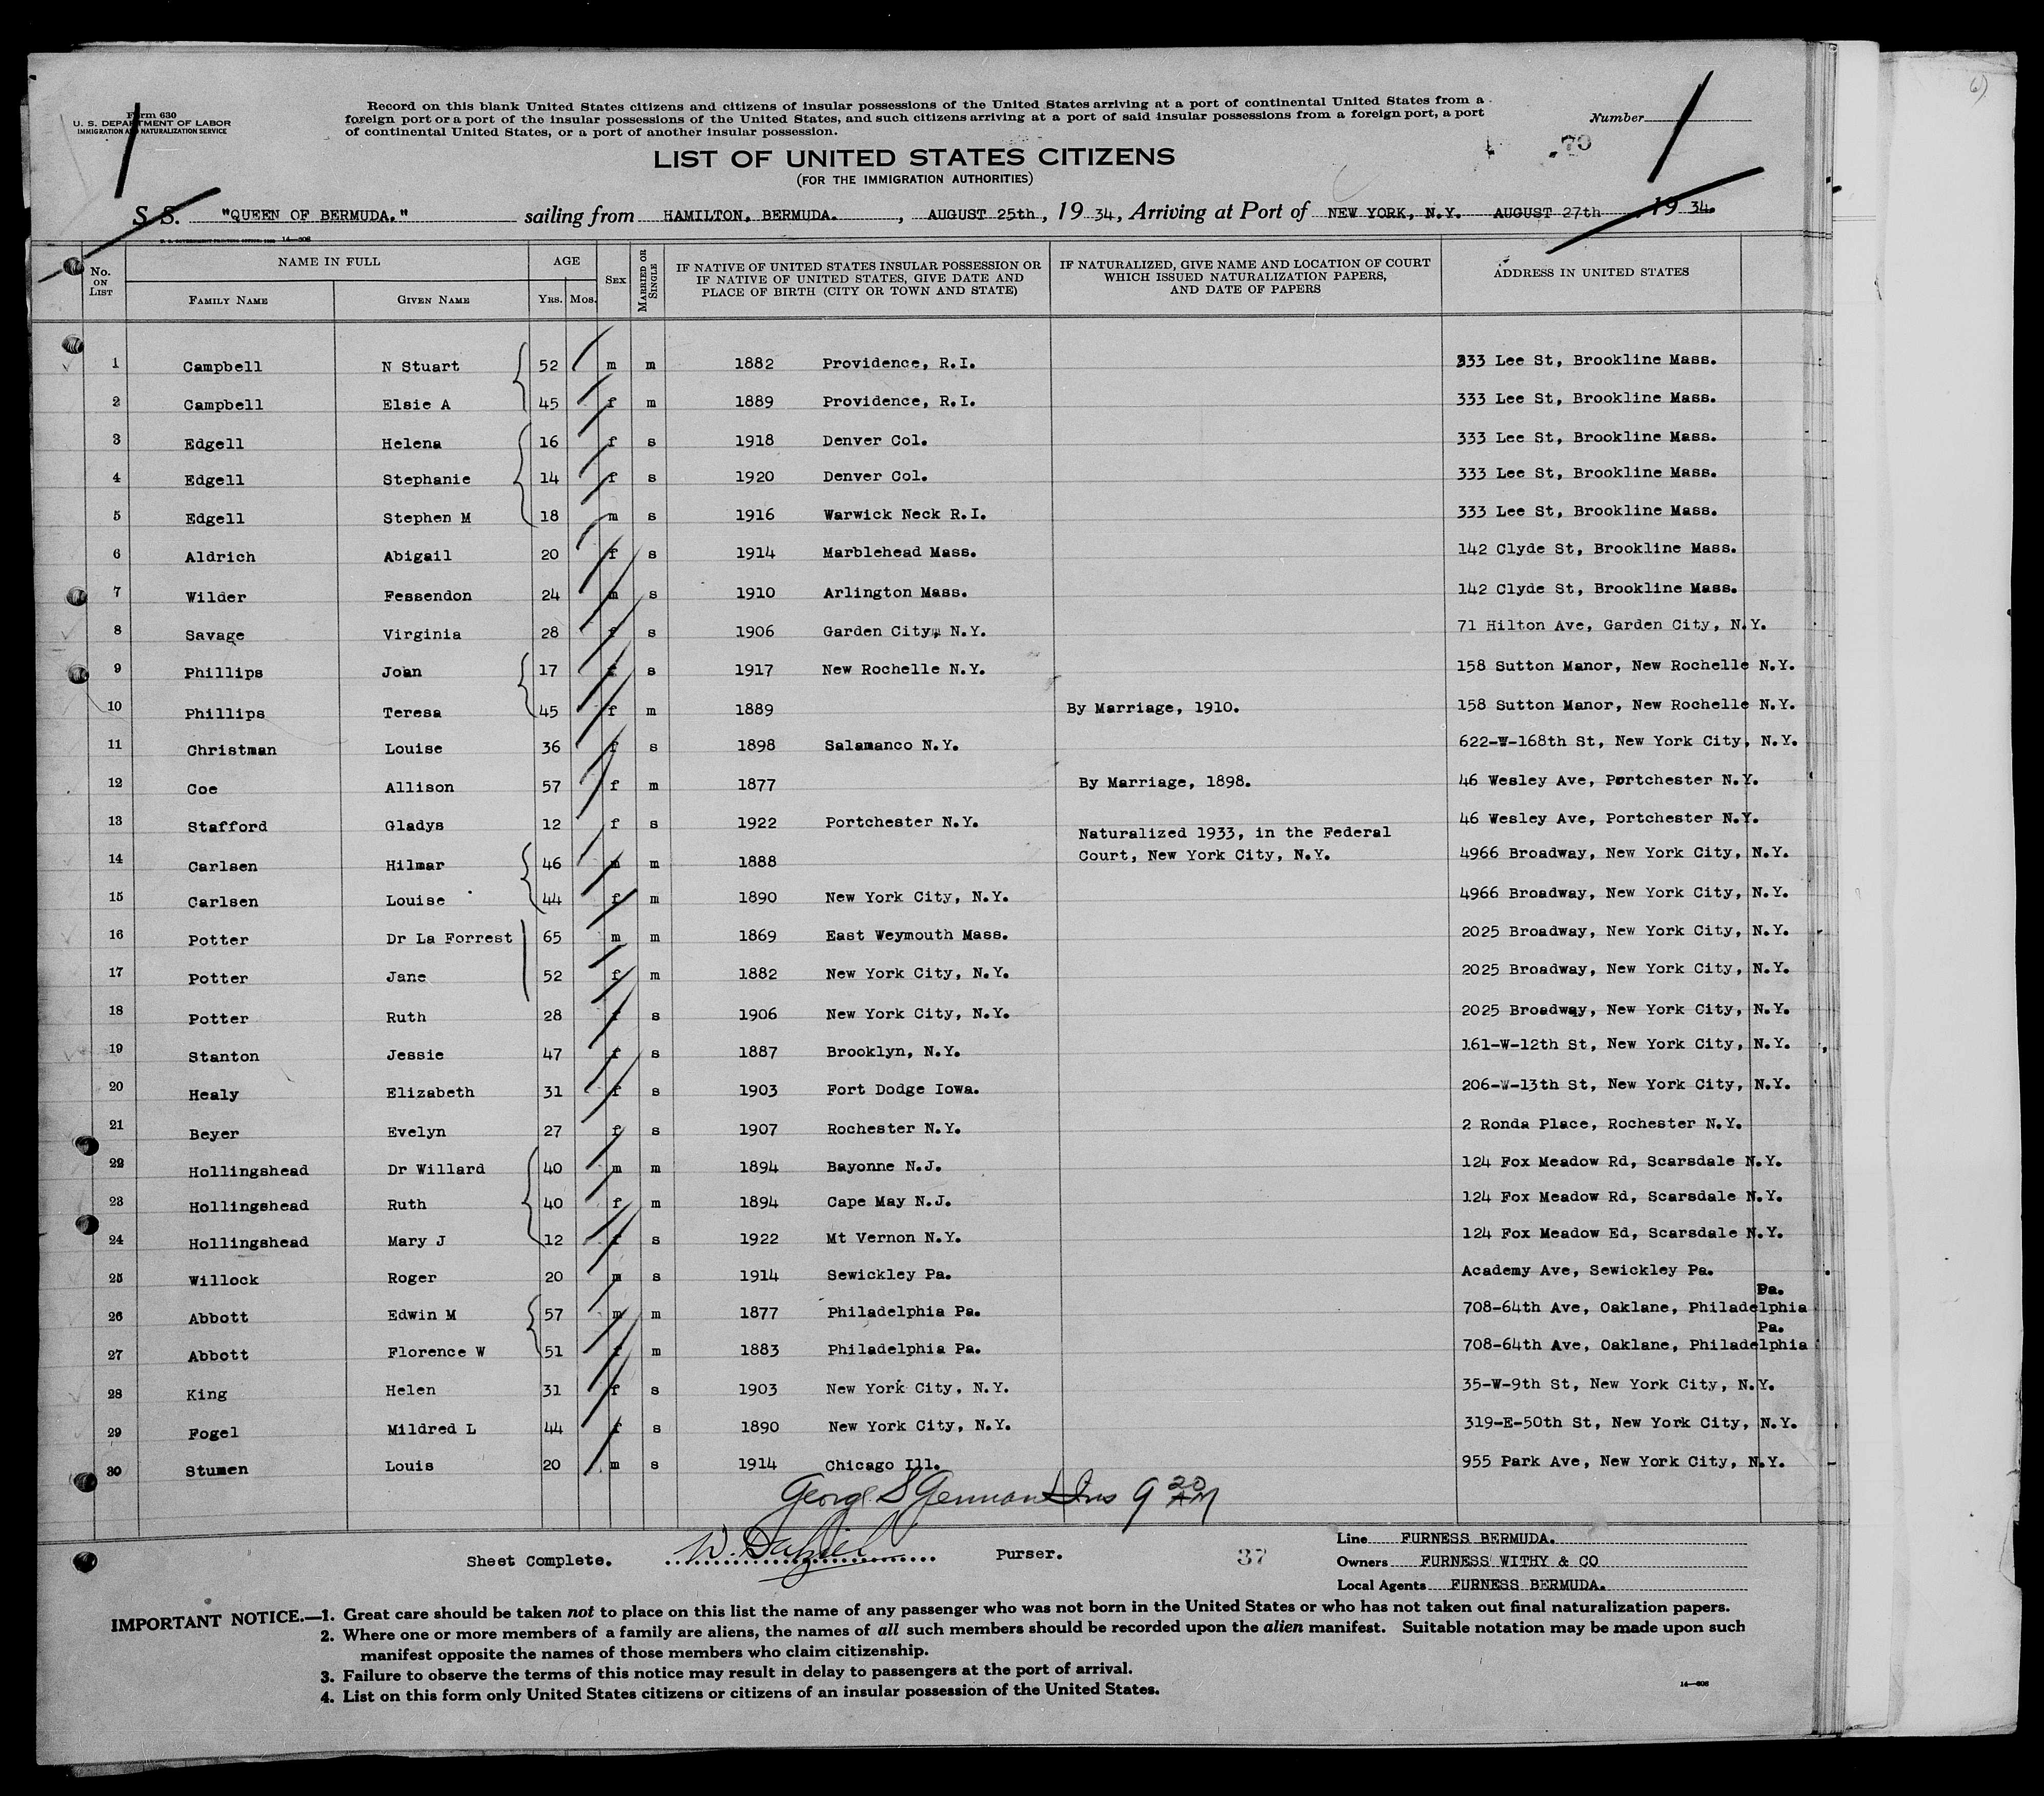 Form 630
U. S. DEPARTMENT OF LABOR
IMMIGRATION AND NATURALIZATION SERVICE
Record on this blank United States citizens and citizens of insular possessions of the United States arriving at a port of continental United States from a
foreign port or a port of the insular possessions of the United States, and such citizens arriving at a port of said insular possessions from a foreign port, a port
of continental United States, or a port of another insular possession.
Number
70
LIST OF UNITED STATES CITIZENS
(FOR THE IMMIGRATION AUTHORITIES)
S. S. "QUEEN OF BERMUDA." sailing from HAMILTON, BERMUDA. , AUGUST 25th , 19 34, Arriving at Port of NEW YORK, N.Y. AUGUST 27th , 19 34.
14—808
No. ON LIST
NAME IN FULL
FAMILY NAME
GIVEN NAME
AGE
YRS. MOS.
SEX
MARRIED OR SINGLE
IF NATIVE OF UNITED STATES INSULAR POSSESSION OR
IF NATIVE OF UNITED STATES, GIVE DATE AND
PLACE OF BIRTH (CITY OR TOWN AND STATE)
IF NATURALIZED, GIVE NAME AND LOCATION OF COURT
WHICH ISSUED NATURALIZATION PAPERS,
AND DATE OF PAPERS
ADDRESS IN UNITED STATES
1 Campbell N Stuart 52 m m 1882 Providence, R.I. 333 Lee St, Brookline Mass.
2 Campbell Elsie A 45 f m 1889 Providence, R.I. 333 Lee St, Brookline Mass.
3 Edgell Helena 16 f s 1918 Denver Col. 333 Lee St, Brookline Mass.
4 Edgell Stephanie 14 f s 1920 Denver Col. 333 Lee St, Brookline Mass.
5 Edgell Stephen M 18 m s 1916 Warwick Neck R.I. 333 Lee St, Brookline Mass.
6 Aldrich Abigail 20 f s 1914 Marblehead Mass. 142 Clyde St, Brookline Mass.
7 Wilder Fessendon 24 m s 1910 Arlington Mass. 142 Clyde St, Brookline Mass.
8 Savage Virginia 28 f s 1906 Garden City, N.Y. 71 Hilton Ave, Garden City, N.Y.
9 Phillips Joan 17 f s 1917 New Rochelle N.Y. 158 Sutton Manor, New Rochelle N.Y.
10 Phillips Teresa 45 f m 1889 By Marriage, 1910. 158 Sutton Manor, New Rochelle N.Y.
11 Christman Louise 36 f s 1898 Salamanco N.Y. 622-W-168th St, New York City, N.Y.
12 Coe Allison 57 f m 1877 By Marriage, 1898. 46 Wesley Ave, Portchester N.Y.
13 Stafford Gladys 12 f s 1922 Portchester N.Y. 46 Wesley Ave, Portchester N.Y.
Naturalized 1933, in the Federal
14 Carlsen Hilmar 46 m m 1888 Court, New York City, N.Y. 4966 Broadway, New York City, N.Y.
15 Carlsen Louise 44 f m 1890 New York City, N.Y. 4966 Broadway, New York City, N.Y.
16 Potter Dr La Forrest 65 m m 1869 East Weymouth Mass. 2025 Broadway, New York City, N.Y.
17 Potter Jane 52 f m 1882 New York City, N.Y. 2025 Broadway, New York City, N.Y.
18 Potter Ruth 28 f s 1906 New York City, N.Y. 2025 Broadway, New York City, N.Y.
19 Stanton Jessie 47 f s 1887 Brooklyn, N.Y. 161-W-12th St, New York City, N.Y.
20 Healy Elizabeth 31 f s 1903 Fort Dodge Iowa. 206-W-13th St, New York City, N.Y.
21 Beyer Evelyn 27 f s 1907 Rochester N.Y. 2 Ronda Place, Rochester N.Y.
22 Hollingshead Dr Willard 40 m m 1894 Bayonne N.J. 124 Fox Meadow Rd, Scarsdale N.Y.
23 Hollingshead Ruth 40 f m 1894 Cape May N.J. 124 Fox Meadow Rd, Scarsdale N.Y.
24 Hollingshead Mary J 12 f s 1922 Mt Vernon N.Y. 124 Fox Meadow Ed, Scarsdale N.Y.
25 Willock Roger 20 m s 1914 Sewickley Pa. Academy Ave, Sewickley Pa.
Pa.
26 Abbott Edwin M 57 m m 1877 Philadelphia Pa. 708-64th Ave, Oaklane, Philadelphia
Pa.
27 Abbott Florence W 51 f m 1883 Philadelphia Pa. 708-64th Ave, Oaklane, Philadelphia
28 King Helen 31 f s 1903 New York City, N.Y. 35-W-9th St, New York City, N.Y.
29 Fogel Mildred L 44 f s 1890 New York City, N.Y. 319-E-50th St, New York City, N.Y.
30 Stumen Louis 20 m s 1914 Chicago Ill. 955 Park Ave, New York City, N.Y.
George S Ins 9 20 AM
Sheet Complete. W. Purser. 37
Line FURNESS BERMUDA.
Owners FURNESS WITHY & CO
Local Agents FURNESS BERMUDA.
IMPORTANT NOTICE.—1. Great care should be taken not to place on this list the name of any passenger who was not born in the United States or who has not taken out final naturalization papers.
2. Where one or more members of a family are aliens, the names of all such members should be recorded upon the alien manifest. Suitable notation may be made upon such
manifest opposite the names of those members who claim citizenship.
3. Failure to observe the terms of this notice may result in delay to passengers at the port of arrival.
4. List on this form only United States citizens or citizens of an insular possession of the United States.
14—808